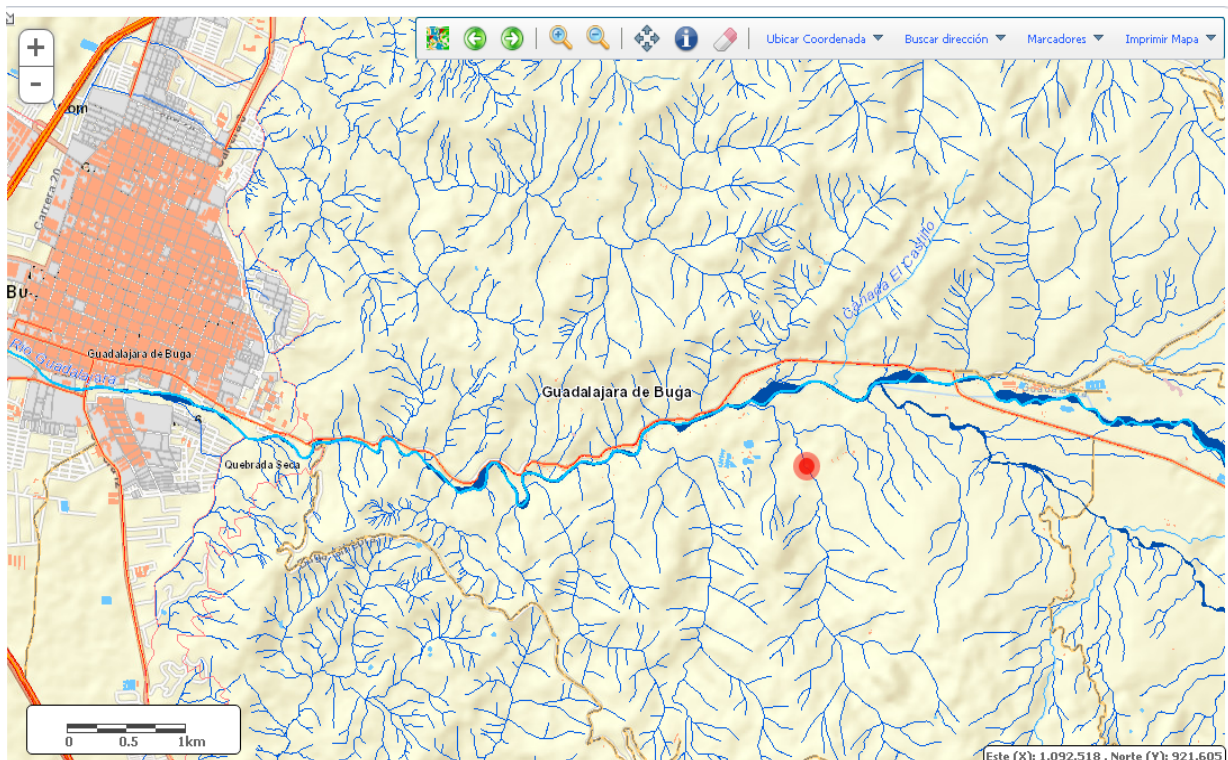 +
-
Ubicar Coordenada
Buscar dirección
Marcadores
Imprimir Mapa
om
Carrera 20
Bu
Guadalajara de Buga
Río Guadalajara
Quebrada Seca
Guadalajara de Buga
Cañada El Castillo
0 0.5 1km
Este (X): 1.092.518 , Norte (Y): 921.605